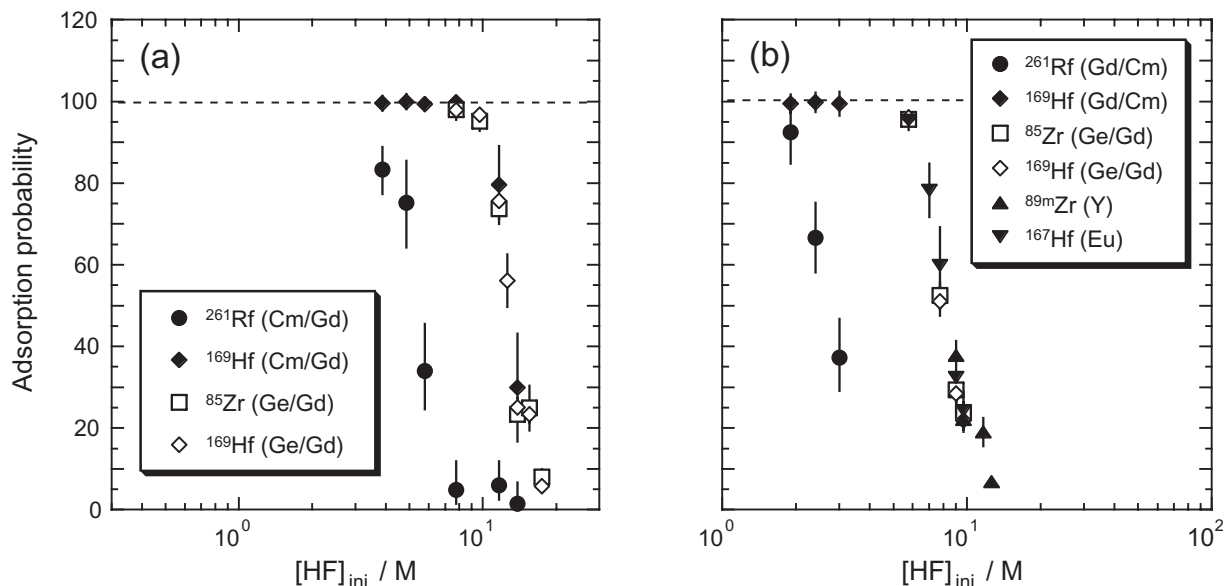 (a)
120
100
80
60
40
20
0
Adsorption probability
²⁶¹Rf (Cm/Gd)
¹⁶⁹Hf (Cm/Gd)
⁸⁵Zr (Ge/Gd)
¹⁶⁹Hf (Ge/Gd)
10⁰
10¹
[HF]inj / M
(b)
²⁶¹Rf (Gd/Cm)
¹⁶⁹Hf (Gd/Cm)
⁸⁵Zr (Ge/Gd)
¹⁶⁹Hf (Ge/Gd)
⁸⁹ᵐZr (Y)
¹⁶⁷Hf (Eu)
10⁰
10¹
10²
[HF]inj / M